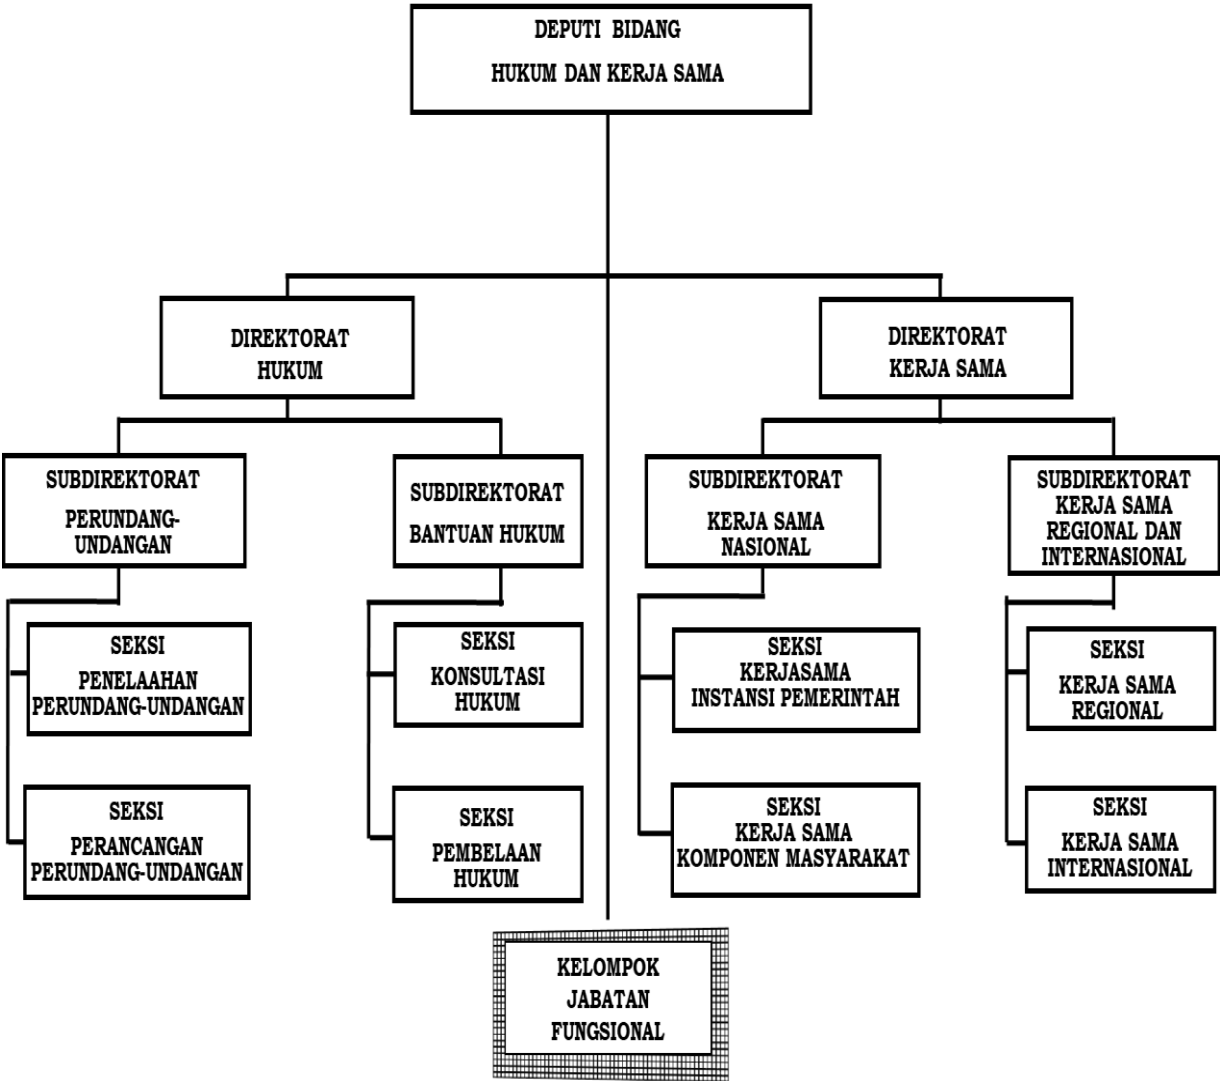 DEPUTI BIDANG
HUKUM DAN KERJA SAMA
DIREKTORAT
HUKUM
DIREKTORAT
KERJA SAMA
SUBDIREKTORAT
PERUNDANG-
UNDANGAN
SUBDIREKTORAT
BANTUAN HUKUM
SUBDIREKTORAT
KERJA SAMA
NASIONAL
SUBDIREKTORAT
KERJA SAMA
REGIONAL DAN
INTERNASIONAL
SEKSI
PENELAAHAN
PERUNDANG-UNDANGAN
SEKSI
KONSULTASI
HUKUM
SEKSI
KERJASAMA
INSTANSI PEMERINTAH
SEKSI
KERJA SAMA
REGIONAL
SEKSI
PERANCANGAN
PERUNDANG-UNDANGAN
SEKSI
PEMBELAAN
HUKUM
SEKSI
KERJA SAMA
KOMPONEN MASYARAKAT
SEKSI
KERJA SAMA
INTERNASIONAL
KELOMPOK
JABATAN
FUNGSIONAL